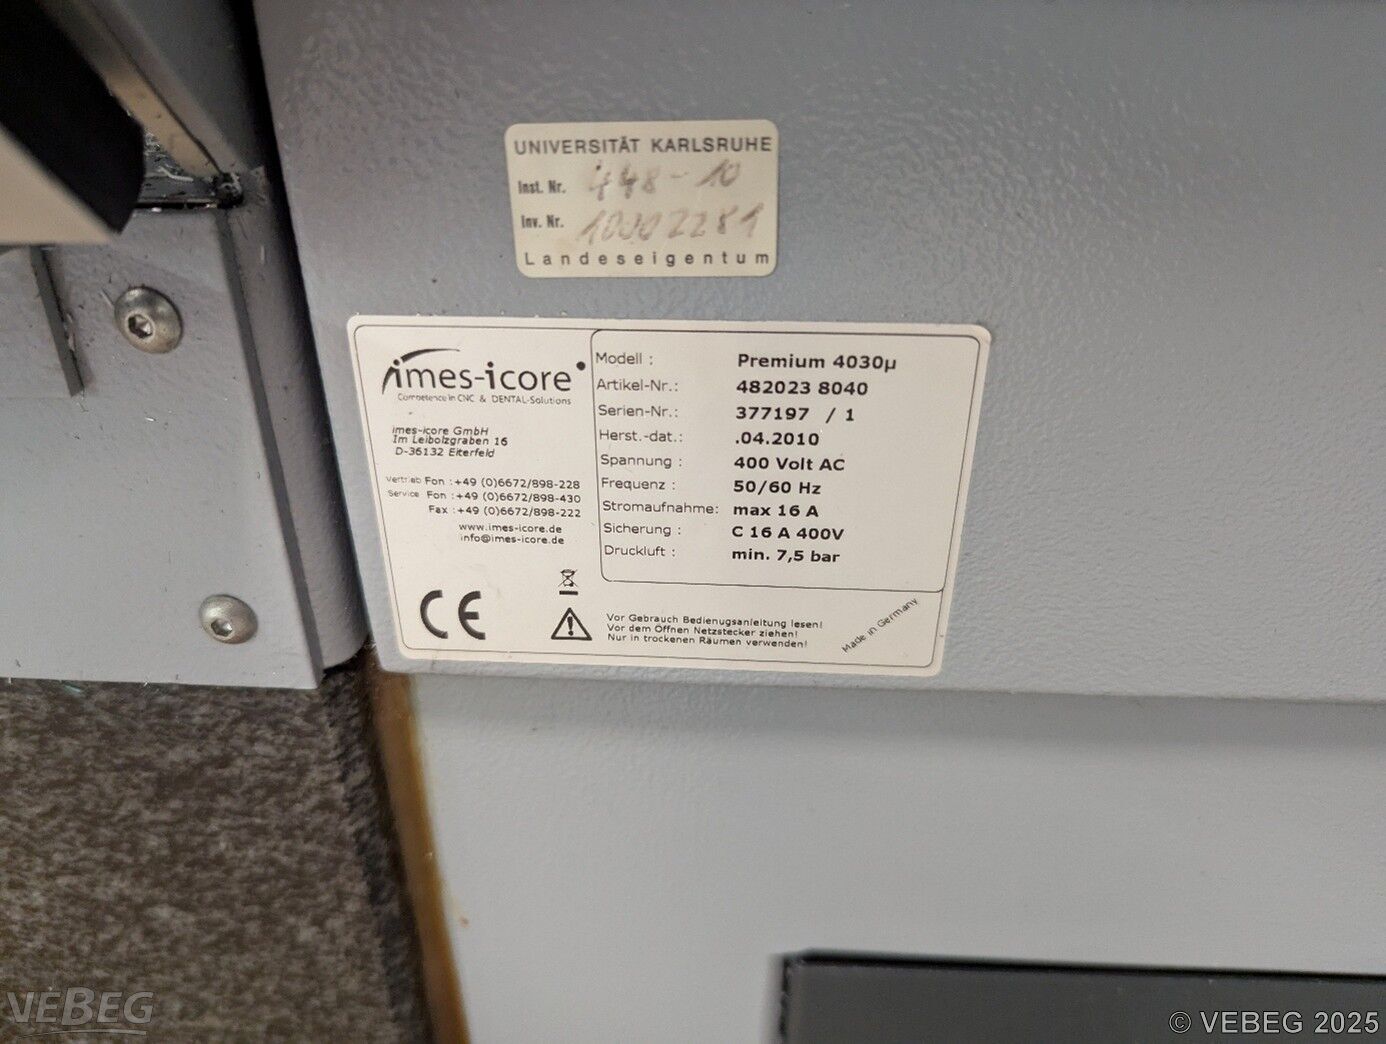 UNIVERSITÄT KARLSRUHE
Inst. Nr. 448-10
Inv. Nr. 10002281
Landeseigentum
imes-icore
Competence in CNC & DENTAL-Solutions
imes-icore GmbH
Im Leibolzgraben 16
D-36132 Eiterfeld
Vertrieb Fon : +49 (0)6672/898-228
Service Fon : +49 (0)6672/898-430
Fax : +49 (0)6672/898-222
www.imes-icore.de
info@imes-icore.de
Modell : Premium 4030µ
Artikel-Nr.: 482023 8040
Serien-Nr.: 377197 / 1
Herst.-dat.: .04.2010
Spannung : 400 Volt AC
Frequenz : 50/60 Hz
Stromaufnahme: max 16 A
Sicherung : C 16 A 400V
Druckluft : min. 7,5 bar
CE
Vor Gebrauch Bedienugsanleitung lesen!
Vor dem Öffnen Netzstecker ziehen!
Nur in trockenen Räumen verwenden!
Made in Germany
VEBEG
© VEBEG 2025